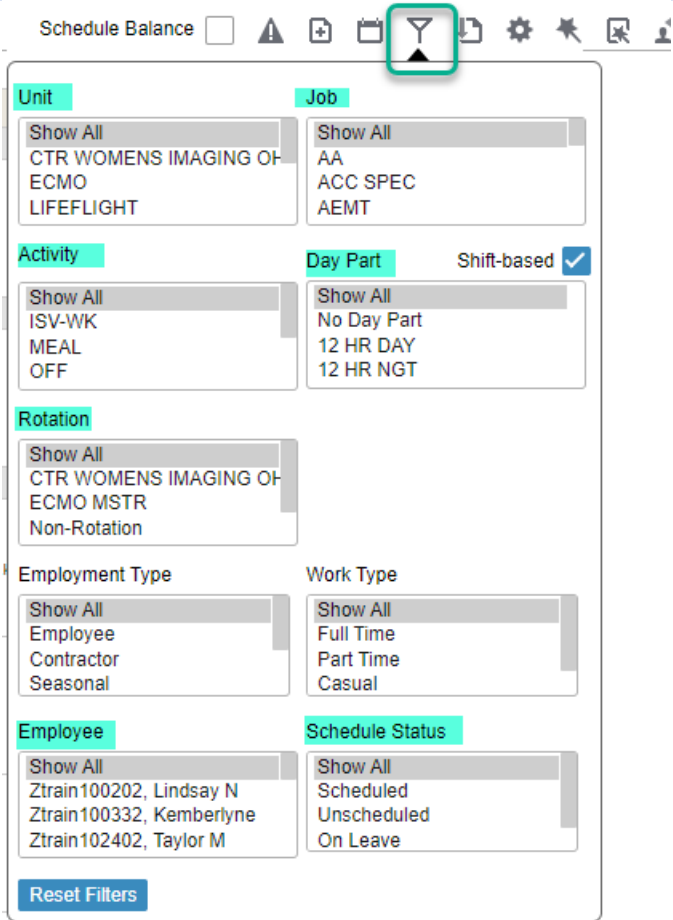 Schedule Balance
Unit
Job
Show All
CTR WOMENS IMAGING OH
ECMO
LIFEFLIGHT
Show All
AA
ACC SPEC
AEMT
Activity
Day Part
Shift-based
Show All
ISV-WK
MEAL
OFF
Show All
No Day Part
12 HR DAY
12 HR NGT
Rotation
Show All
CTR WOMENS IMAGING OH
ECMO MSTR
Non-Rotation
Employment Type
Work Type
Show All
Employee
Contractor
Seasonal
Show All
Full Time
Part Time
Casual
Employee
Schedule Status
Show All
Ztrain100202, Lindsay N
Ztrain100332, Kemberlyne
Ztrain102402, Taylor M
Show All
Scheduled
Unscheduled
On Leave
Reset Filters